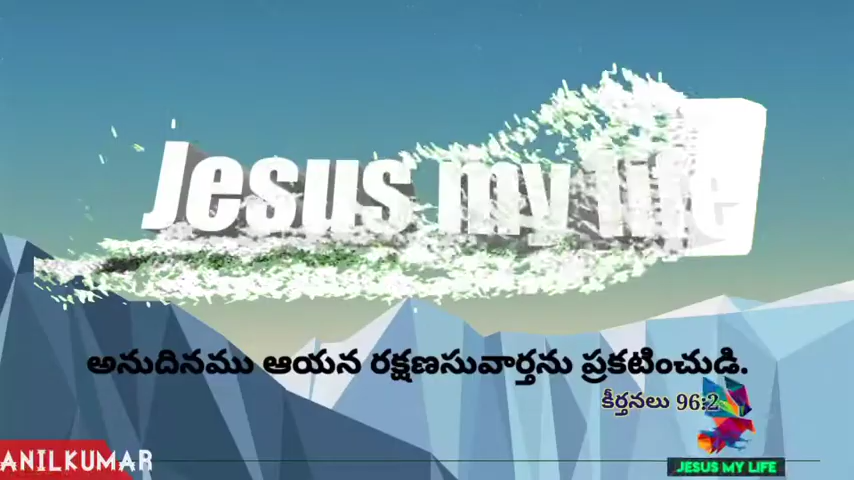 Jesus my life
అనుదినము ఆయన రక్షణసువార్తను ప్రకటించుడి.
కీర్తనలు 96:2
ANILKUMAR
JESUS MY LIFE